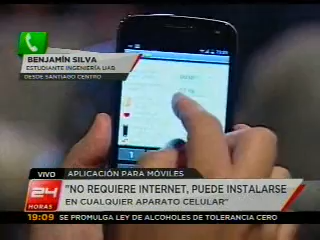 BENJAMÍN SILVA
ESTUDIANTE INGENIERÍA UAB
DESDE SANTIAGO CENTRO
VIVO
APLICACIÓN PARA MÓVILES
24
HORAS
"NO REQUIERE INTERNET, PUEDE INSTALARSE
EN CUALQUIER APARATO CELULAR"
19:09 SE PROMULGA LEY DE ALCOHOLES DE TOLERANCIA CERO